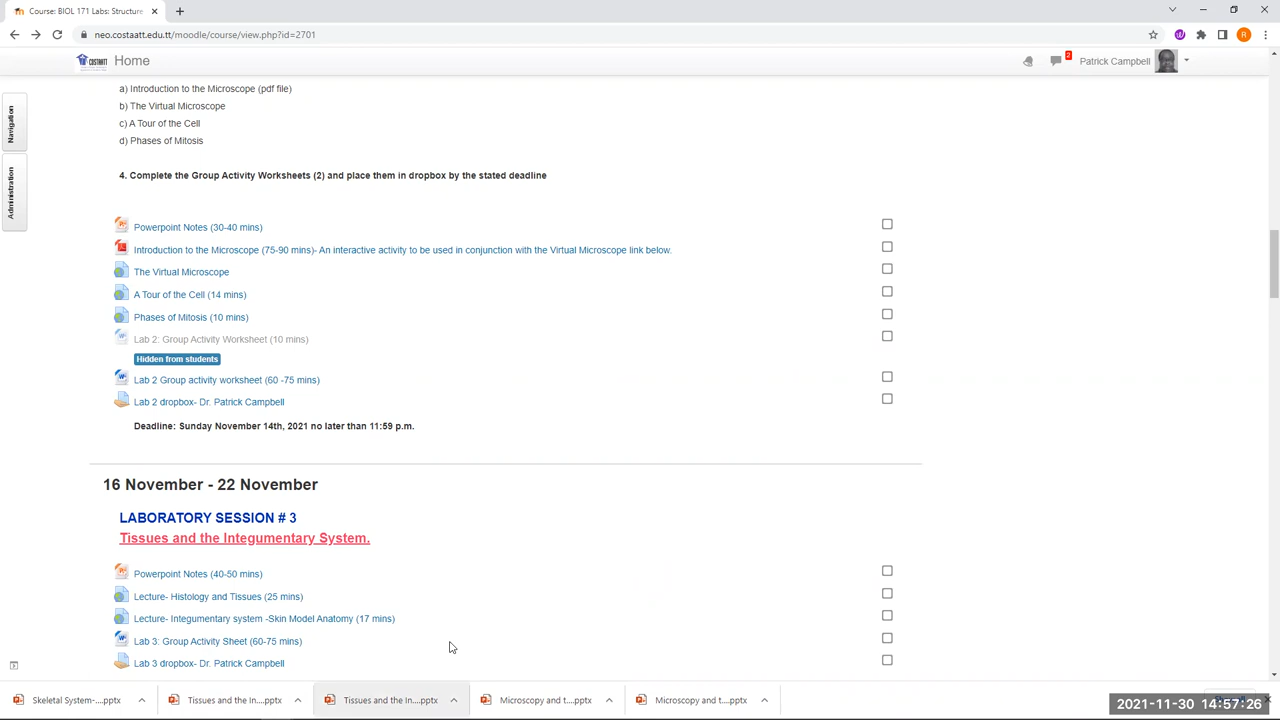 Course: BIOL 171 Labs: Structure
neo.costaatt.edu.tt/moodle/course/view.php?id=2701
R
COSTAATT
Home
2
Patrick Campbell
Navigation
Administration
a) Introduction to the Microscope (pdf file)
b) The Virtual Microscope
c) A Tour of the Cell
d) Phases of Mitosis
4. Complete the Group Activity Worksheets (2) and place them in dropbox by the stated deadline
Powerpoint Notes (30-40 mins)
Introduction to the Microscope (75-90 mins)- An interactive activity to be used in conjunction with the Virtual Microscope link below.
The Virtual Microscope
A Tour of the Cell (14 mins)
Phases of Mitosis (10 mins)
Lab 2: Group Activity Worksheet (10 mins)
Hidden from students
Lab 2 Group activity worksheet (60 -75 mins)
Lab 2 dropbox- Dr. Patrick Campbell
Deadline: Sunday November 14th, 2021 no later than 11:59 p.m.
16 November - 22 November
LABORATORY SESSION # 3
Tissues and the Integumentary System.
Powerpoint Notes (40-50 mins)
Lecture- Histology and Tissues (25 mins)
Lecture- Integumentary system -Skin Model Anatomy (17 mins)
Lab 3: Group Activity Sheet (60-75 mins)
Lab 3 dropbox- Dr. Patrick Campbell
Skeletal System-....pptx
Tissues and the In....pptx
Tissues and the In....pptx
Microscopy and t....pptx
Microscopy and t....pptx
2021-11-30 14:57:26